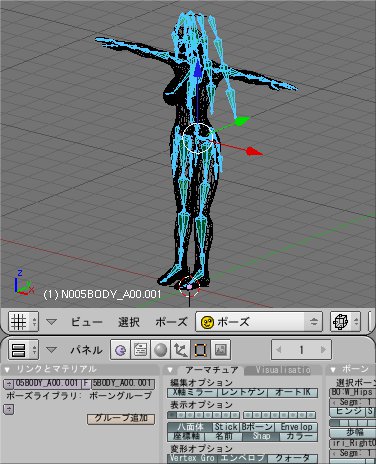 z
x
(1) N005BODY_A00.001
ビュー 選択 ポーズ ポーズ
パネル 1
リンクとマテリアル
05BODY_A00.001 F 5BODY_A00.001
ポーズライブラリ: ボーングループ
グループ追加
アーマチュア Visualisatio
編集オプション
X軸ミラー レントゲン オートIK
表示オプション
八面体 Stick Bボーン Envelop
座標軸 名前 Snap カラー
変形オプション
Vertex Gro エンベロプ クォータ
ボーン
選択ボー
BO:W_Hips
Segm: 1
ヒンジ S
歩幅
iri_RightO
Segm: 1